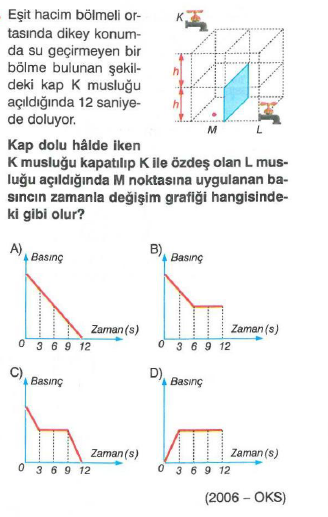 Eşit hacim bölmeli or-
tasında dikey konum-
da su geçirmeyen bir
bölme bulunan şekil-
deki kap K musluğu
açıldığında 12 saniye-
de doluyor.
K
h
h
M L
Kap dolu hâlde iken
K musluğu kapatılıp K ile özdeş olan L mus-
luğu açıldığında M noktasına uygulanan ba-
sıncın zamanla değişim grafiği hangisinde-
ki gibi olur?
A) Basınç
Zaman (s)
0 3 6 9 12
B) Basınç
Zaman (s)
0 3 6 9 12
C) Basınç
Zaman (s)
0 3 6 9 12
D) Basınç
Zaman (s)
0 3 6 9 12
(2006 – OKS)